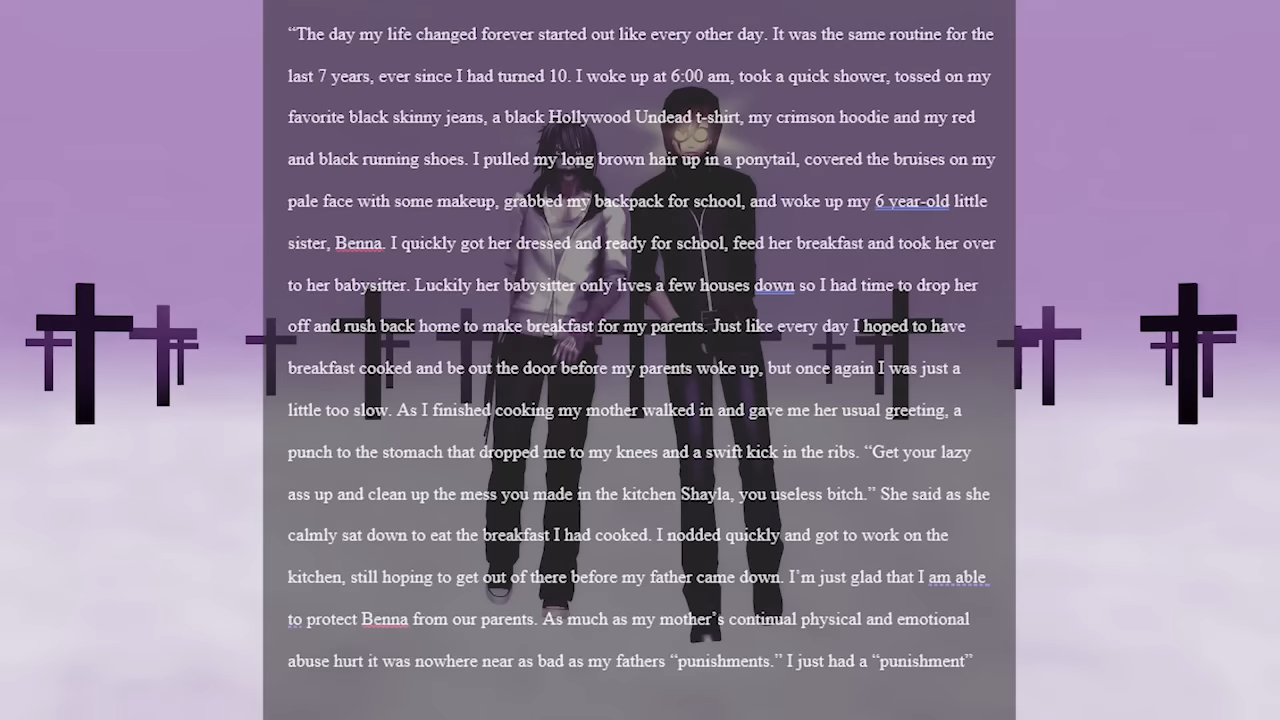 “The day my life changed forever started out like every other day. It was the same routine for the
last 7 years, ever since I had turned 10. I woke up at 6:00 am, took a quick shower, tossed on my
favorite black skinny jeans, a black Hollywood Undead t-shirt, my crimson hoodie and my red
and black running shoes. I pulled my long brown hair up in a ponytail, covered the bruises on my
pale face with some makeup, grabbed my backpack for school, and woke up my 6 year-old little
sister, Benna. I quickly got her dressed and ready for school, feed her breakfast and took her over
to her babysitter. Luckily her babysitter only lives a few houses down so I had time to drop her
off and rush back home to make breakfast for my parents. Just like every day I hoped to have
breakfast cooked and be out the door before my parents woke up, but once again I was just a
little too slow. As I finished cooking my mother walked in and gave me her usual greeting, a
punch to the stomach that dropped me to my knees and a swift kick in the ribs. “Get your lazy
ass up and clean up the mess you made in the kitchen Shayla, you useless bitch.” She said as she
calmly sat down to eat the breakfast I had cooked. I nodded quickly and got to work on the
kitchen, still hoping to get out of there before my father came down. I’m just glad that I am able
to protect Benna from our parents. As much as my mother’s continual physical and emotional
abuse hurt it was nowhere near as bad as my fathers “punishments.” I just had a “punishment”